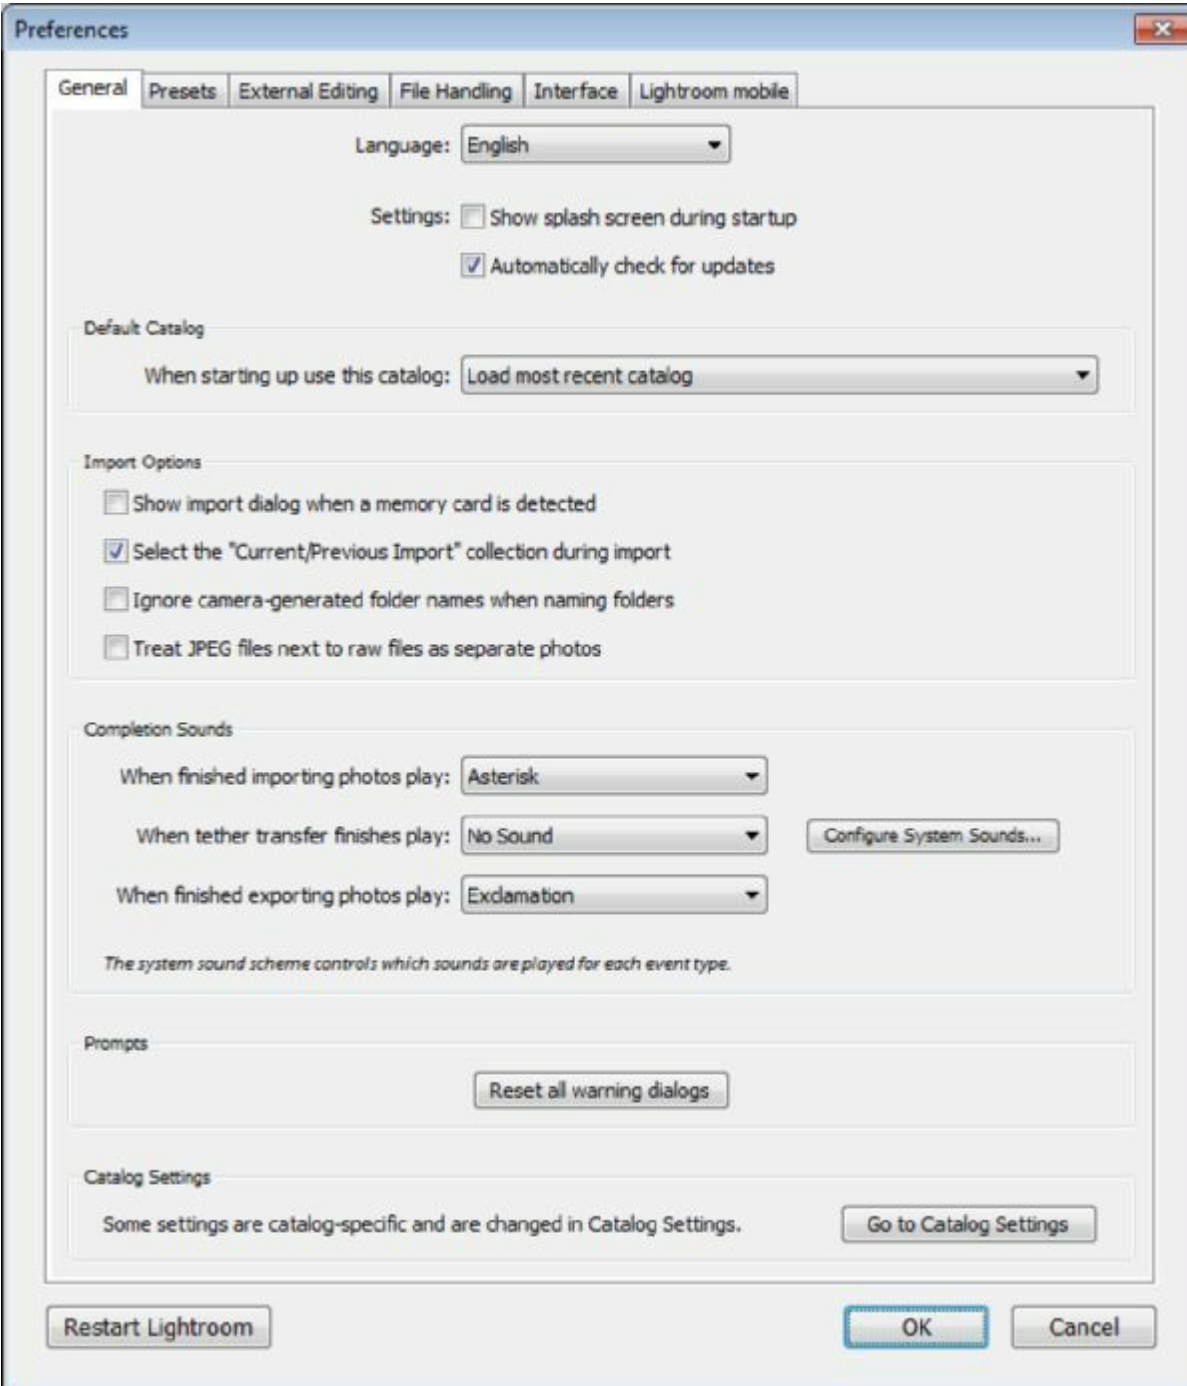 Preferences
General Presets External Editing File Handling Interface Lightroom mobile
Language: English
Settings: Show splash screen during startup
Automatically check for updates
Default Catalog
When starting up use this catalog: Load most recent catalog
Import Options
Show import dialog when a memory card is detected
Select the "Current/Previous Import" collection during import
Ignore camera-generated folder names when naming folders
Treat JPEG files next to raw files as separate photos
Completion Sounds
When finished importing photos play: Asterisk
When tether transfer finishes play: No Sound Configure System Sounds...
When finished exporting photos play: Exclamation
The system sound scheme controls which sounds are played for each event type.
Prompts
Reset all warning dialogs
Catalog Settings
Some settings are catalog-specific and are changed in Catalog Settings. Go to Catalog Settings
Restart Lightroom OK Cancel